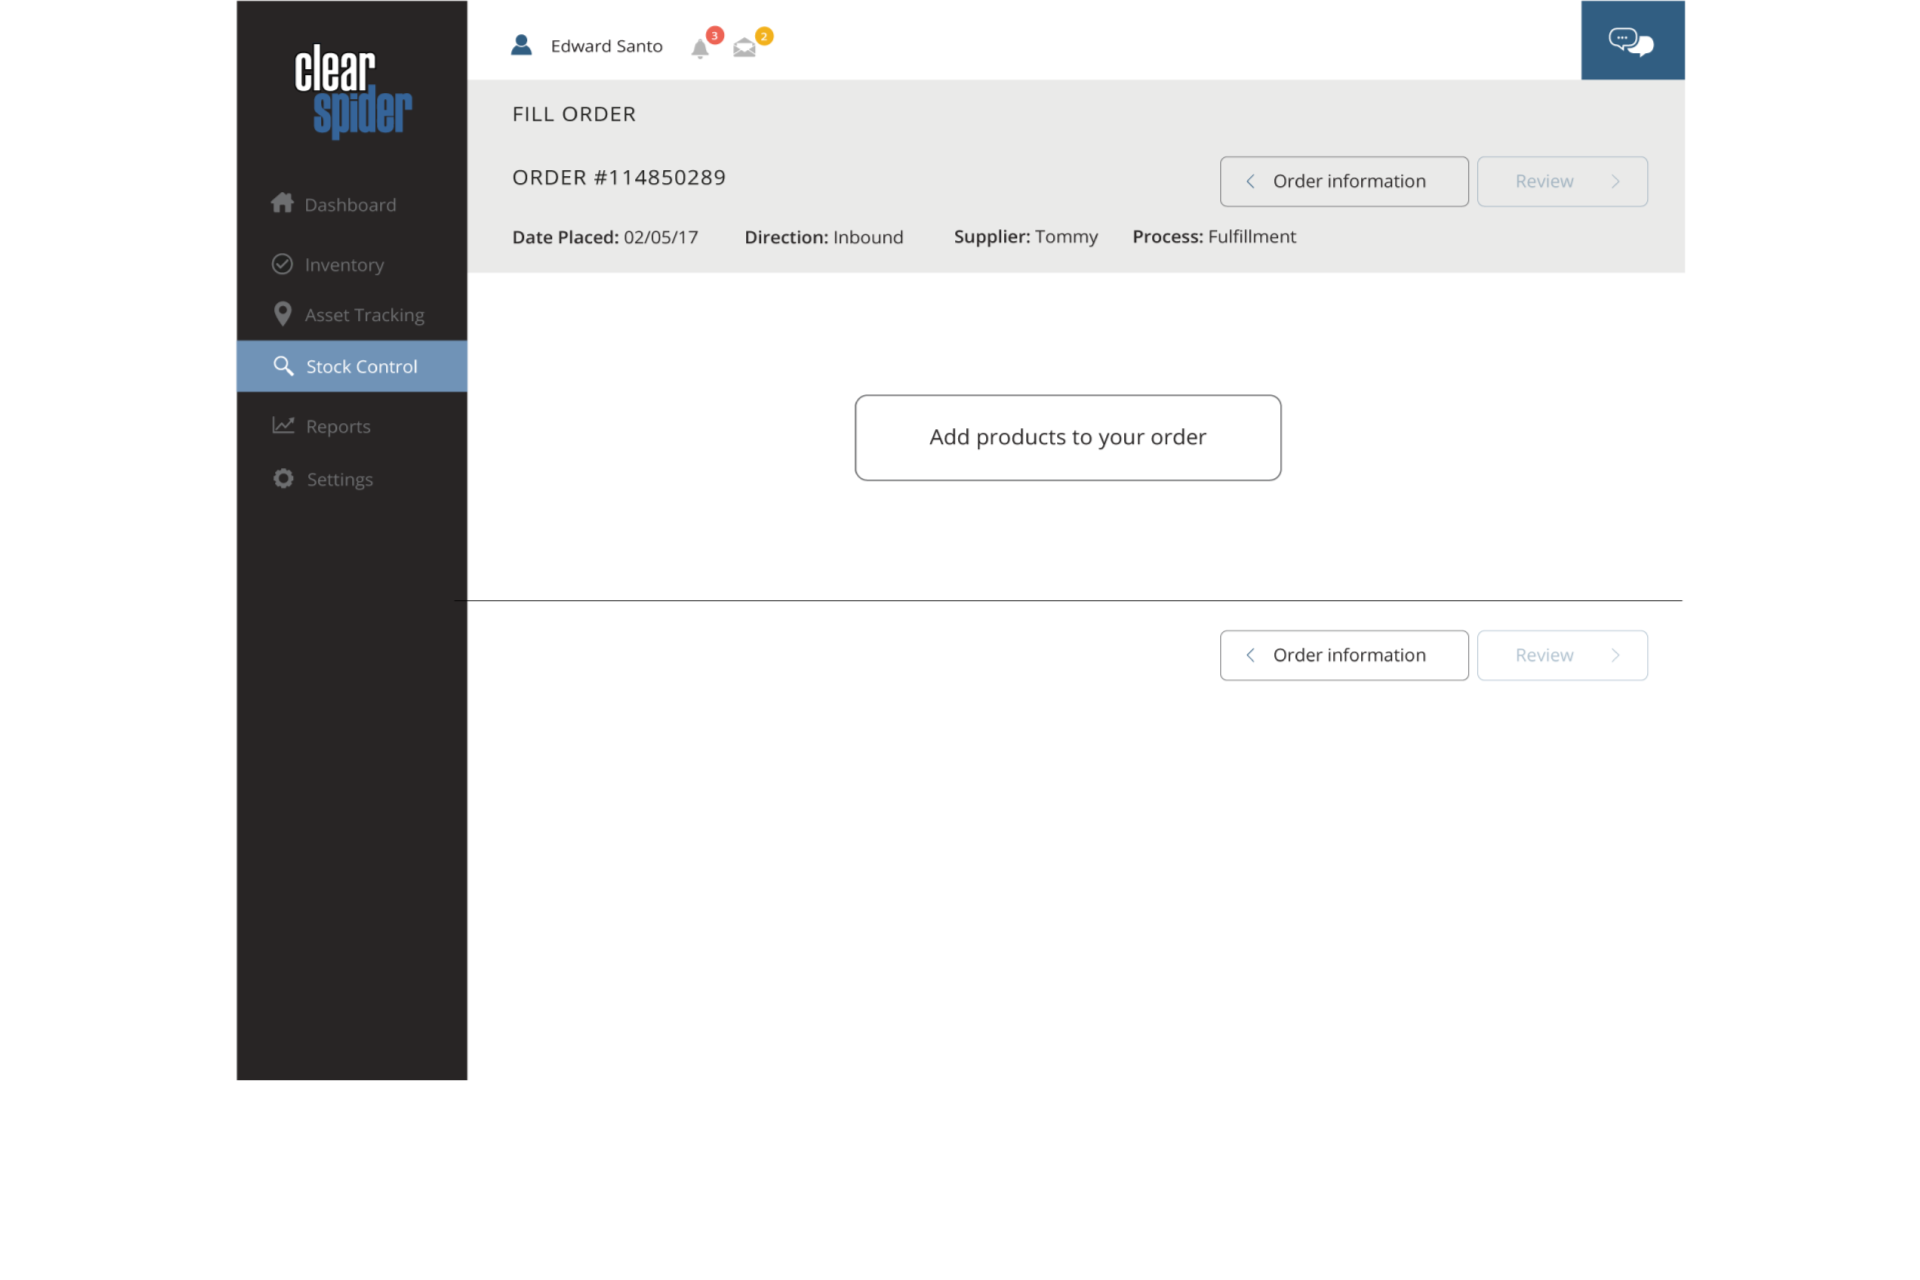 clear
spider
Edward Santo
3
2
FILL ORDER
ORDER #114850289
Order information
Review
Date Placed: 02/05/17 Direction: Inbound Supplier: Tommy Process: Fulfillment
Dashboard
Inventory
Asset Tracking
Stock Control
Reports
Settings
Add products to your order
Order information
Review